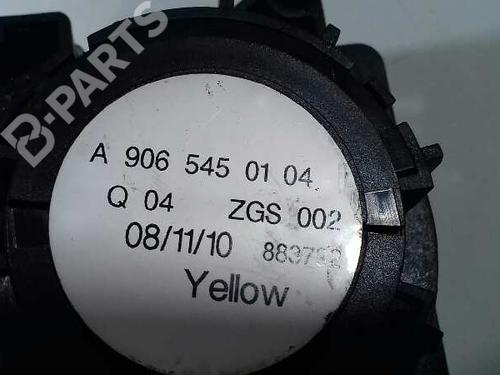 B-PARTS
A 906 545 01 04
Q 04 ZGS 002
08/11/10
Yellow